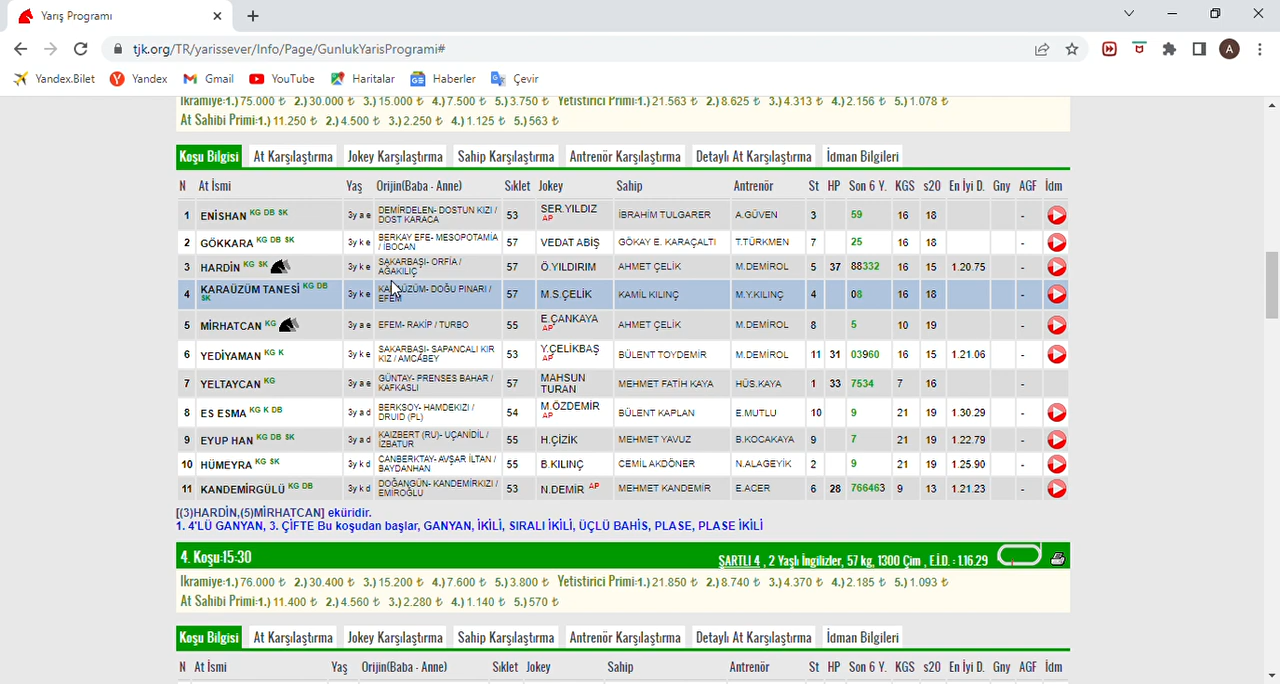 Yarış Programı
tjk.org/TR/yarissever/Info/Page/GunlukYarisProgrami#
A
Yandex.Bilet Yandex Gmail YouTube Haritalar Haberler Çevir
İkramiye:1.) 75.000 ₺ 2.) 30.000 ₺ 3.) 15.000 ₺ 4.) 7.500 ₺ 5.) 3.750 ₺ Yetiştirici Primi:1.) 21.563 ₺ 2.) 8.625 ₺ 3.) 4.313 ₺ 4.) 2.156 ₺ 5.) 1.078 ₺
At Sahibi Primi:1.) 11.250 ₺ 2.) 4.500 ₺ 3.) 2.250 ₺ 4.) 1.125 ₺ 5.) 563 ₺
Koşu Bilgisi At Karşılaştırma Jokey Karşılaştırma Sahip Karşılaştırma Antrenör Karşılaştırma Detaylı At Karşılaştırma İdman Bilgileri
N At İsmi Yaş Orijin(Baba - Anne) Sıklet Jokey Sahip Antrenör St HP Son 6 Y. KGS s20 En İyi D. Gny AGF İdm
1 ENİSHAN KG DB SK 3y a e DEMİRDELEN- DOSTUN KIZI / DOST KARACA 53 SER.YILDIZ AP İBRAHİM TULGARER A.GÜVEN 3 59 16 18 -
2 GÖKKARA KG DB SK 3y k e BERKAY EFE- MESOPOTAMİA / İBOCAN 57 VEDAT ABİŞ GÖKAY E. KARAÇALTI T.TÜRKMEN 7 25 16 18 -
3 HARDİN KG SK 3y k e SAKARBAŞI- ORFIA / AĞAKILIÇ 57 Ö.YILDIRIM AHMET ÇELİK M.DEMİROL 5 37 88332 16 15 1.20.75 -
4 KARAÜZÜM TANESİ KG DB SK 3y k e KARAÜZÜM- DOĞU PINARI / EFEM 57 M.S.ÇELİK KAMİL KILINÇ M.Y.KILINÇ 4 08 16 18 -
5 MİRHATCAN KG 3y a e EFEM- RAKİP / TURBO 55 E.ÇANKAYA AP AHMET ÇELİK M.DEMİROL 8 5 10 19 -
6 YEDİYAMAN KG K 3y k e SAKARBAŞI- SAPANCALI KIR KIZ / AMCABEY 53 Y.ÇELİKBAŞ AP BÜLENT TOYDEMİR M.DEMİROL 11 31 03960 16 15 1.21.06 -
7 YELTAYCAN KG 3y a e GÜNTAY- PRENSES BAHAR / KAFKASLI 57 MAHSUN TURAN MEHMET FATİH KAYA HÜS.KAYA 1 33 7534 7 16 -
8 ES ESMA KG K DB 3y a d BERKSOY- HAMDEKIZI / DRUID (PL) 54 M.ÖZDEMİR AP BÜLENT KAPLAN E.MUTLU 10 9 21 19 1.30.29 -
9 EYUP HAN KG DB SK 3y a d KAIZBERT (RU)- UÇANİDİL / İZBATUR 55 H.ÇİZİK MEHMET YAVUZ B.KOCAKAYA 9 7 21 19 1.22.79 -
10 HÜMEYRA KG SK 3y k d CANBERKTAY- AVŞAR İLTAN / BAYDANHAN 55 B.KILINÇ CEMİL AKDÖNER N.ALAGEYİK 2 9 21 19 1.25.90 -
11 KANDEMİRGÜLÜ KG DB 3y k d DOĞANGÜN- KANDEMİRKIZI / EMİROĞLU 53 N.DEMİR AP MEHMET KANDEMİR E.ACER 6 28 766463 9 13 1.21.23 -
[(3)HARDİN,(5)MİRHATCAN] eküridir.
1. 4'LÜ GANYAN, 3. ÇİFTE Bu koşudan başlar, GANYAN, İKİLİ, SIRALI İKİLİ, ÜÇLÜ BAHİS, PLASE, PLASE İKİLİ
4. Koşu:15:30 ŞARTLI 4 , 2 Yaşlı İngilizler, 57 kg, 1300 Çim , E.İ.D. : 1.16.29
İkramiye:1.) 76.000 ₺ 2.) 30.400 ₺ 3.) 15.200 ₺ 4.) 7.600 ₺ 5.) 3.800 ₺ Yetiştirici Primi:1.) 21.850 ₺ 2.) 8.740 ₺ 3.) 4.370 ₺ 4.) 2.185 ₺ 5.) 1.093 ₺
At Sahibi Primi:1.) 11.400 ₺ 2.) 4.560 ₺ 3.) 2.280 ₺ 4.) 1.140 ₺ 5.) 570 ₺
Koşu Bilgisi At Karşılaştırma Jokey Karşılaştırma Sahip Karşılaştırma Antrenör Karşılaştırma Detaylı At Karşılaştırma İdman Bilgileri
N At İsmi Yaş Orijin(Baba - Anne) Sıklet Jokey Sahip Antrenör St HP Son 6 Y. KGS s20 En İyi D. Gny AGF İdm